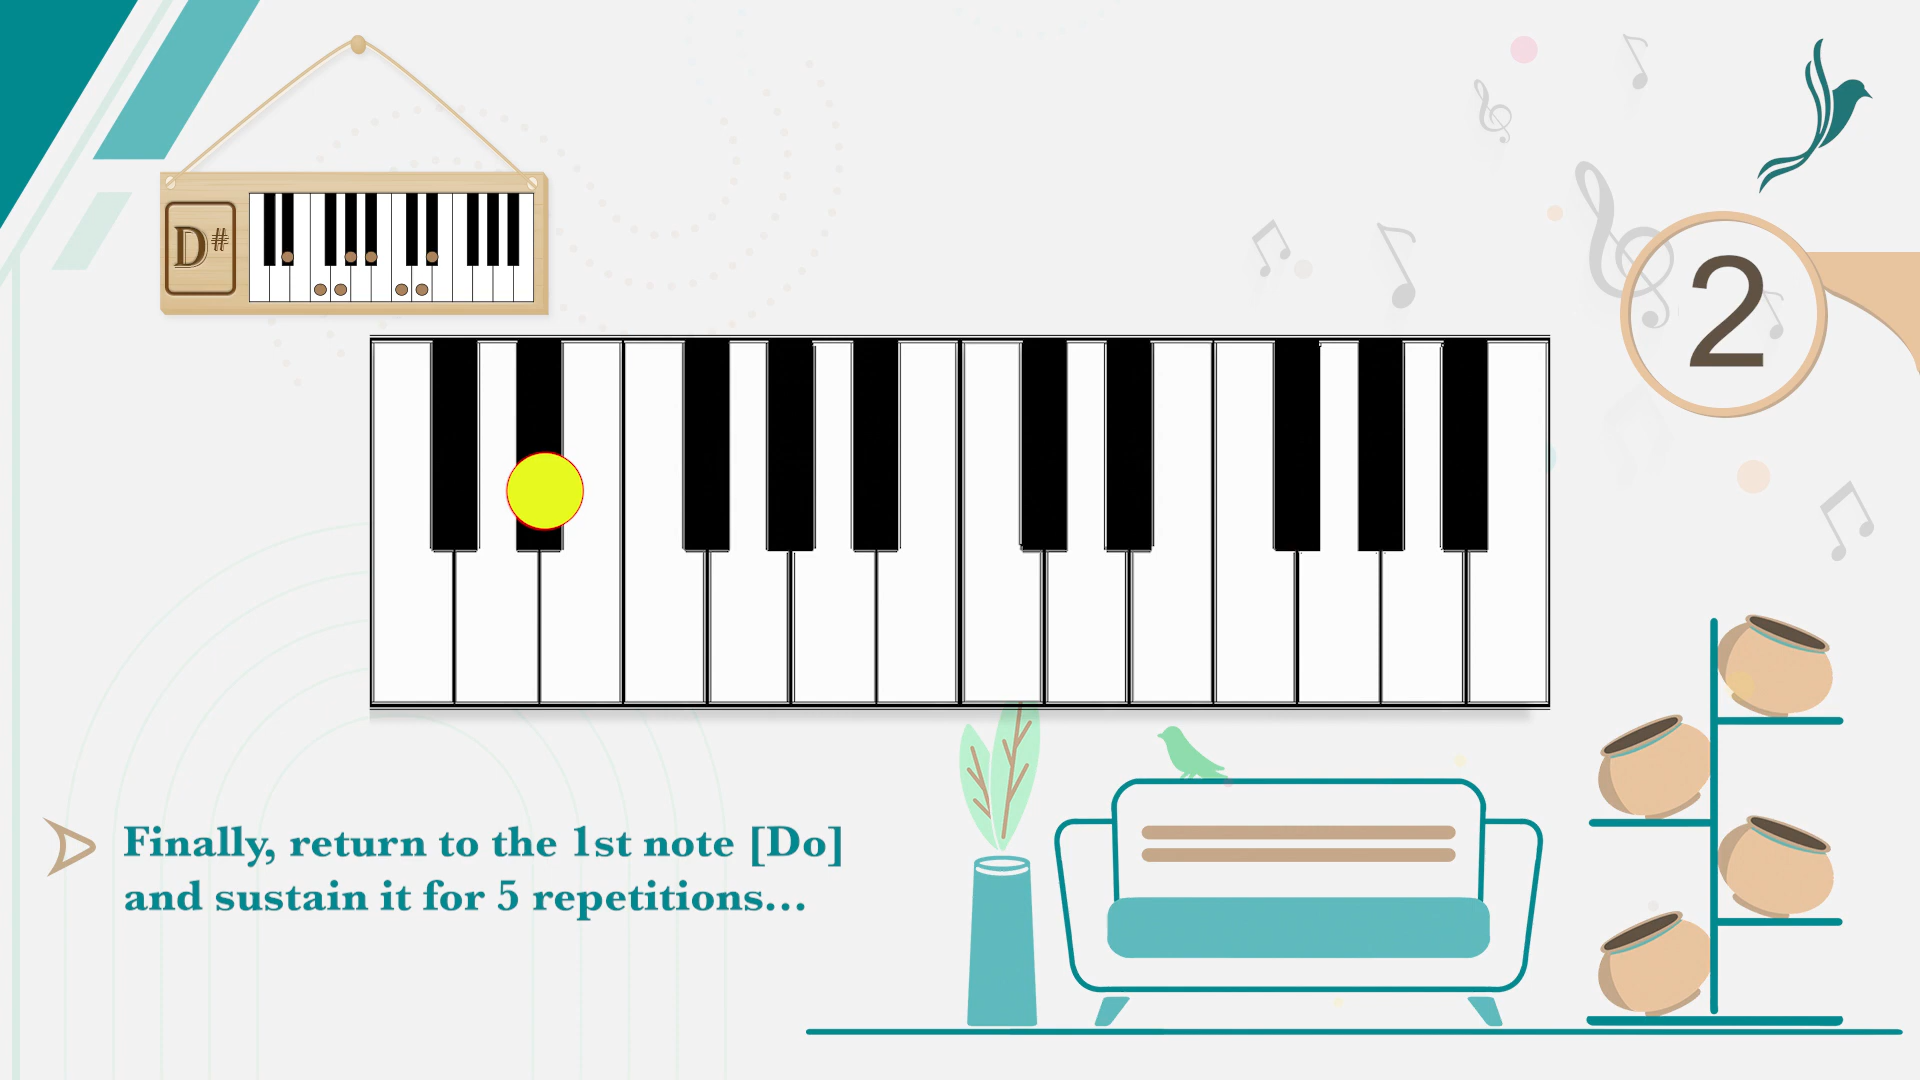 D#
2
Finally, return to the 1st note [Do]
and sustain it for 5 repetitions...